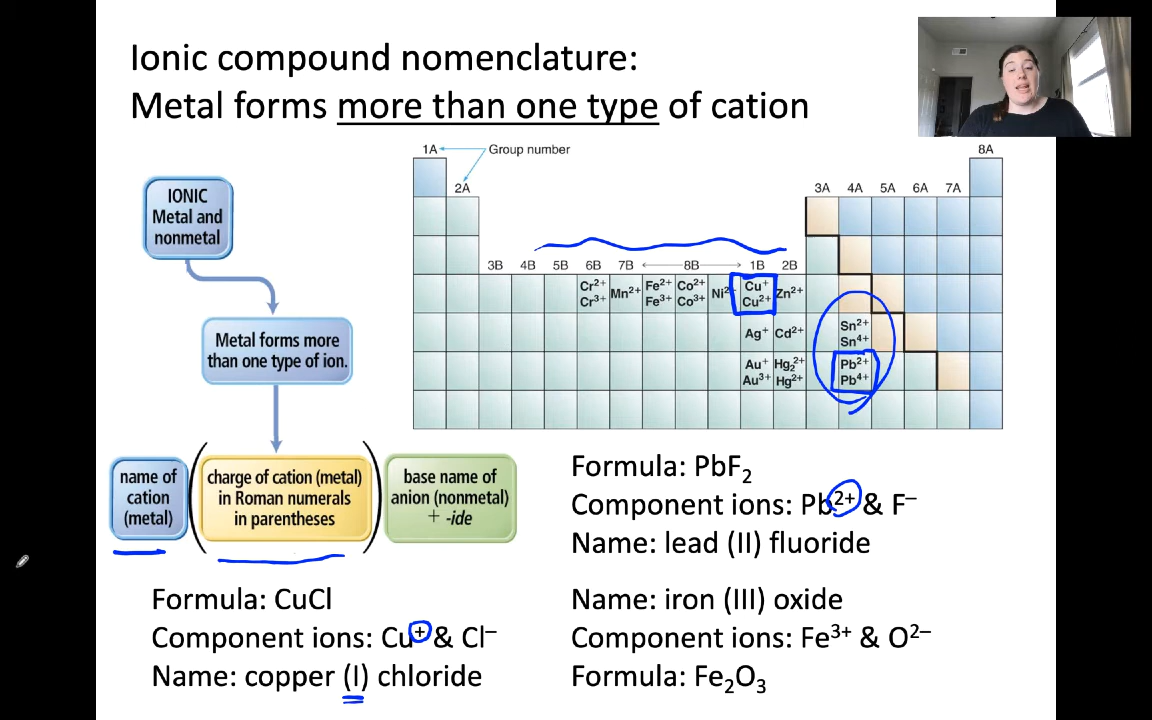 Ionic compound nomenclature:
Metal forms more than one type of cation
1A
Group number
8A
2A
3A 4A 5A 6A 7A
3B 4B 5B 6B 7B 8B 1B 2B
IONIC
Metal and
nonmetal
Metal forms more
than one type of ion.
name of
cation
(metal)
charge of cation (metal)
in Roman numerals
in parentheses
base name of
anion (nonmetal)
+ -ide
Cr²⁺ Mn²⁺ Fe²⁺ Co²⁺ Cu⁺ Zn²⁺
Cr³⁺ Fe³⁺ Co³⁺ Cu²⁺
Sn²⁺
Ag⁺ Cd²⁺ Sn⁴⁺
Au⁺ Hg₂²⁺ Pb²⁺
Au³⁺ Hg²⁺ Pb⁴⁺
Formula: PbF₂
Component ions: Pb²⁺ & F⁻
Name: lead (II) fluoride
Formula: CuCl
Component ions: Cu⁺ & Cl⁻
Name: copper (I) chloride
Name: iron (III) oxide
Component ions: Fe³⁺ & O²⁻
Formula: Fe₂O₃